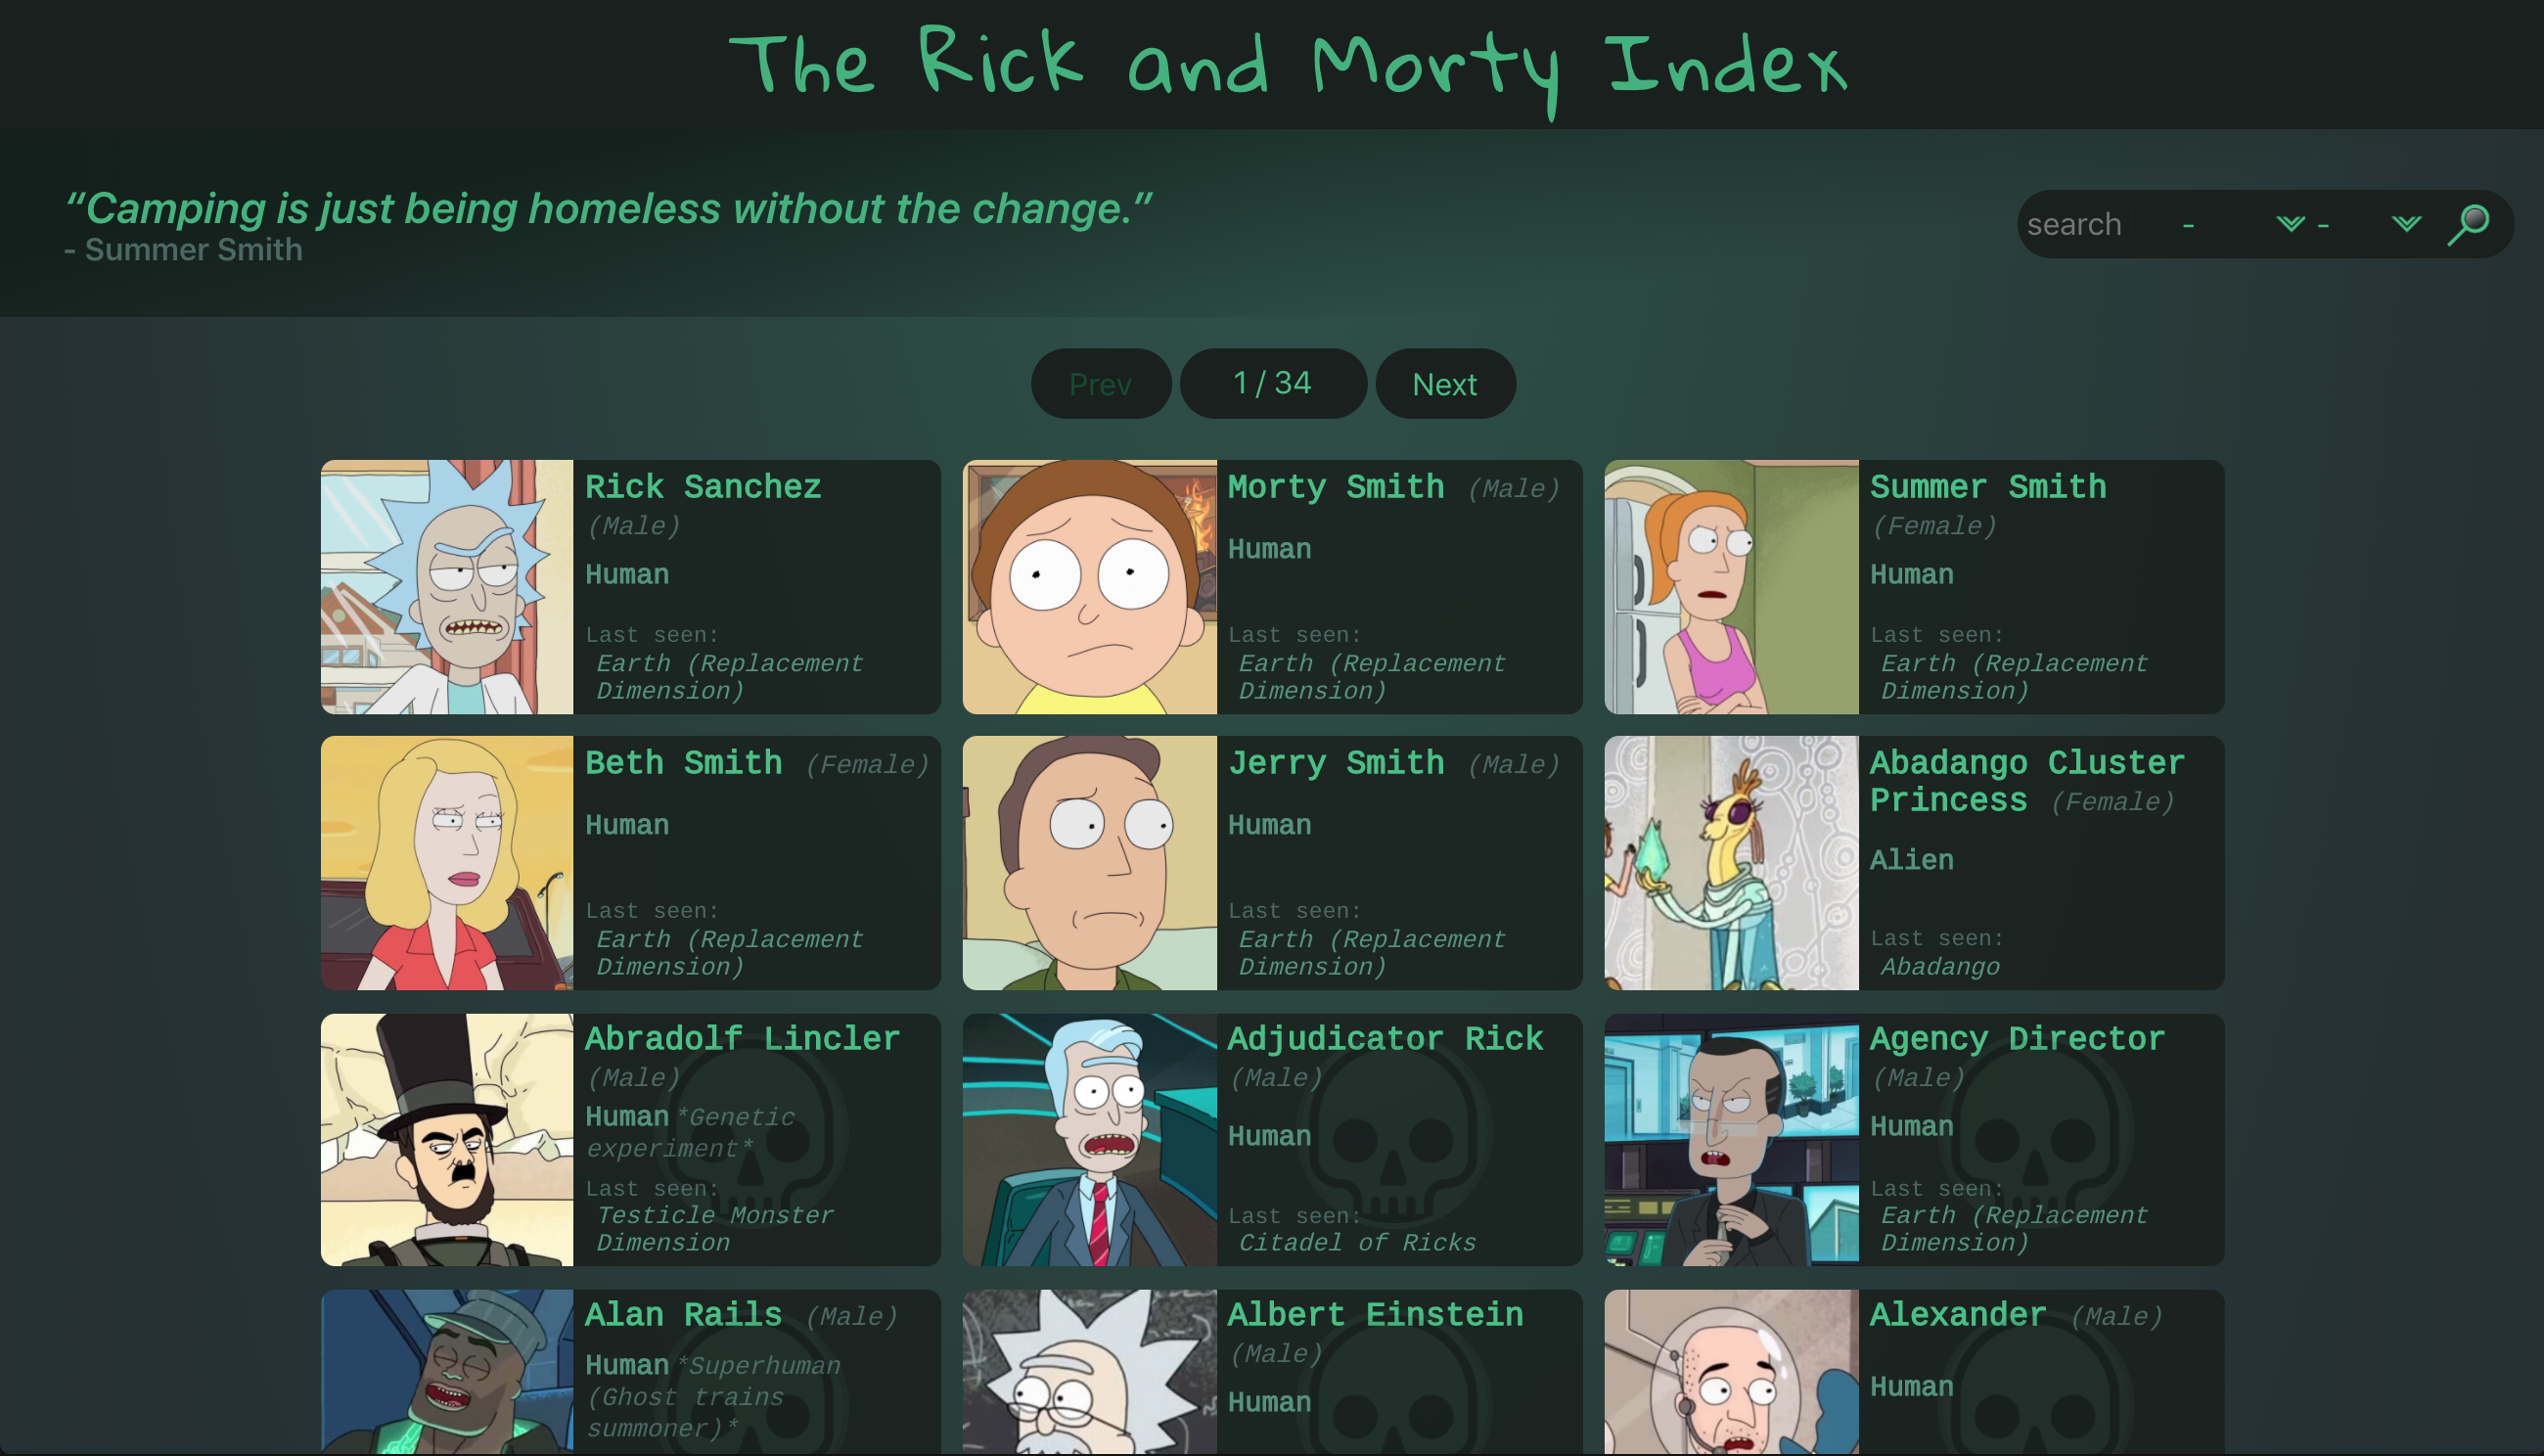 The Rick and Morty Index
“Camping is just being homeless without the change.”
- Summer Smith
search - -
Prev 1 / 34 Next
Rick Sanchez
(Male)
Human
Last seen:
Earth (Replacement
Dimension)
Morty Smith (Male)
Human
Last seen:
Earth (Replacement
Dimension)
Summer Smith
(Female)
Human
Last seen:
Earth (Replacement
Dimension)
Beth Smith (Female)
Human
Last seen:
Earth (Replacement
Dimension)
Jerry Smith (Male)
Human
Last seen:
Earth (Replacement
Dimension)
Abadango Cluster
Princess (Female)
Alien
Last seen:
Abadango
Abradolf Lincler
(Male)
Human *Genetic
experiment*
Last seen:
Testicle Monster
Dimension
Adjudicator Rick
(Male)
Human
Last seen:
Citadel of Ricks
Agency Director
(Male)
Human
Last seen:
Earth (Replacement
Dimension)
Alan Rails (Male)
Human *Superhuman
(Ghost trains
summoner)*
Albert Einstein
(Male)
Human
Alexander (Male)
Human